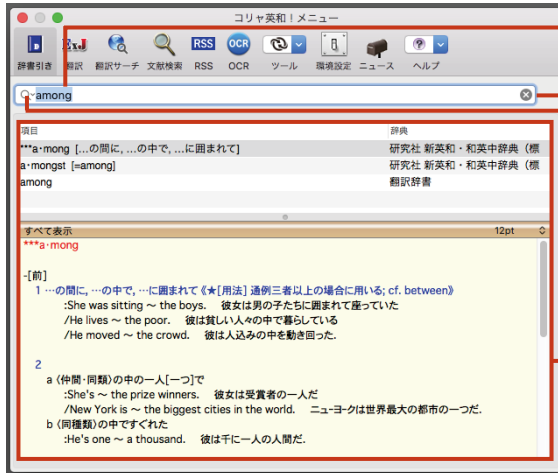 コリャ英和！メニュー
ExJ RSS OCR
辞書引き 翻訳 翻訳サーチ 文献検索 RSS OCR ツール 環境設定 ニュース ヘルプ
among
項目 辞典
***a･mong [...の間に, ...の中で, ...に囲まれて] 研究社 新英和・和英中辞典（標
a･mongst [=among] 研究社 新英和・和英中辞典（標
among 翻訳辞書
すべて表示 12pt
***a･mong
-[前]
1 …の間に, …の中で, …に囲まれて《★[用法] 通例三者以上の場合に用いる; cf. between》
:She was sitting ～ the boys. 彼女は男の子たちに囲まれて座っていた
/He lives ～ the poor. 彼は貧しい人々の中で暮らしている
/He moved ～ the crowd. 彼は人込みの中を動き回った.
2
a 〈仲間･同類〉の中の一人[一つ]で
:She's ～ the prize winners. 彼女は受賞者の一人だ
/New York is ～ the biggest cities in the world. ニューヨークは世界最大の都市の一つだ.
b 〈同種類〉の中ですぐれた
:He's one ～ a thousand. 彼は千に一人の人間だ.